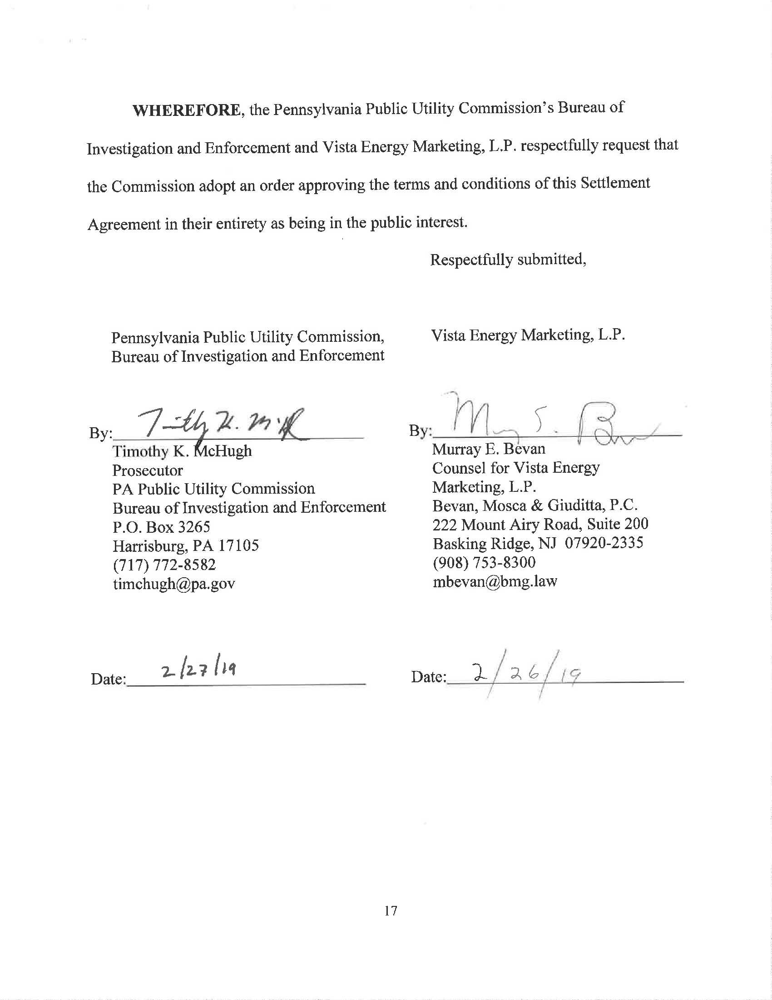 WHEREFORE, the Pennsylvania Public Utility Commission's Bureau of
Investigation and Enforcement and Vista Energy Marketing, L.P. respectfully request that
the Commission adopt an order approving the terms and conditions of this Settlement
Agreement in their entirety as being in the public interest.
Respectfully submitted,
Pennsylvania Public Utility Commission,
Bureau of Investigation and Enforcement
By:
Timothy K. McHugh
Prosecutor
PA Public Utility Commission
Bureau of Investigation and Enforcement
P.O. Box 3265
Harrisburg, PA 17105
(717) 772-8582
timchugh@pa.gov
Date: 2/27/19
Vista Energy Marketing, L.P.
By:
Murray E. Bevan
Counsel for Vista Energy
Marketing, L.P.
Bevan, Mosca & Giuditta, P.C.
222 Mount Airy Road, Suite 200
Basking Ridge, NJ 07920-2335
(908) 753-8300
mbevan@bmg.law
Date: 2/26/19
17